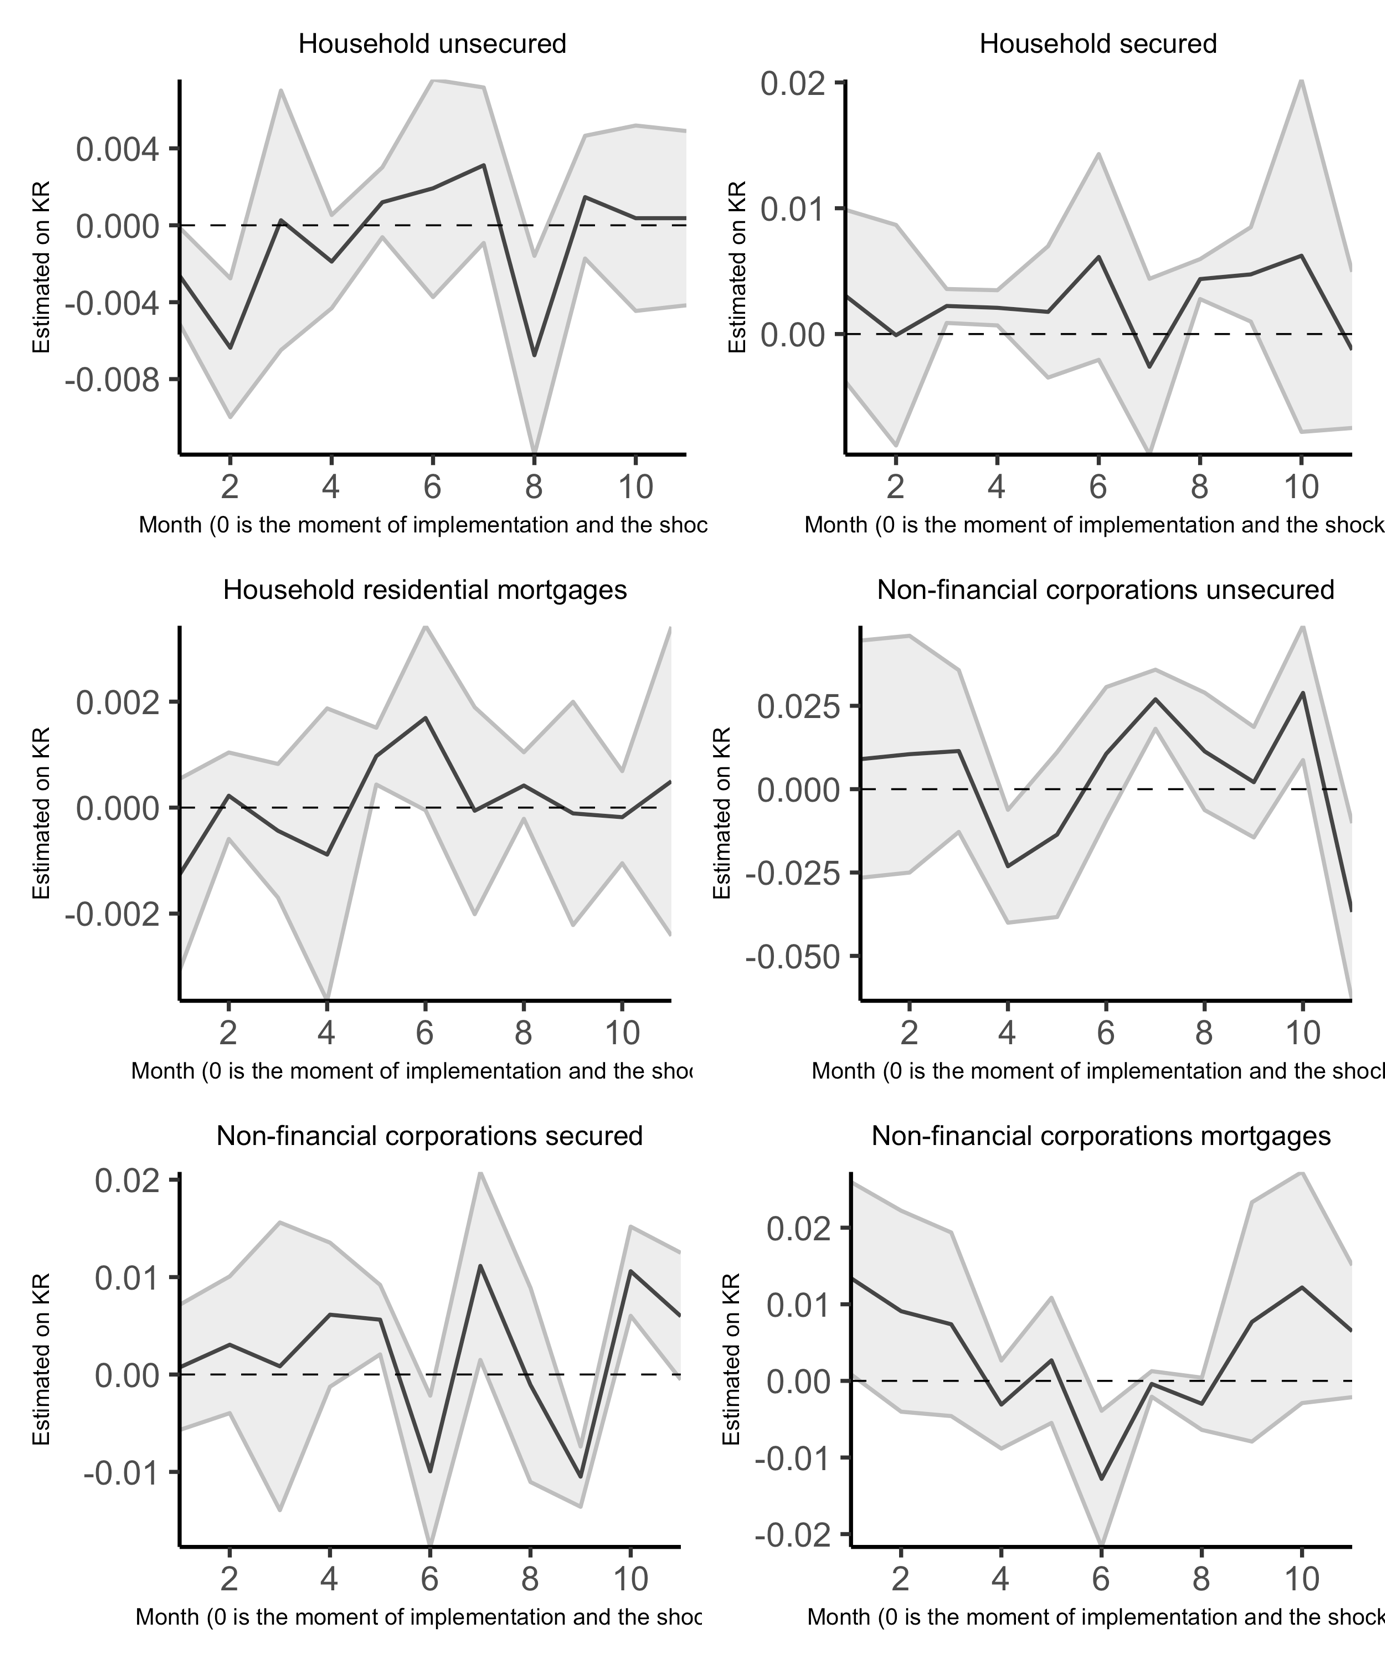 Household unsecured
Estimated on KR
0.004
0.000
-0.004
-0.008
2 4 6 8 10
Month (0 is the moment of implementation and the shoc
Household secured
Estimated on KR
0.02
0.01
0.00
2 4 6 8 10
Month (0 is the moment of implementation and the shock
Household residential mortgages
Estimated on KR
0.002
0.000
-0.002
2 4 6 8 10
Month (0 is the moment of implementation and the shoc
Non-financial corporations unsecured
Estimated on KR
0.025
0.000
-0.025
-0.050
2 4 6 8 10
Month (0 is the moment of implementation and the shock
Non-financial corporations secured
Estimated on KR
0.02
0.01
0.00
-0.01
2 4 6 8 10
Month (0 is the moment of implementation and the shoc
Non-financial corporations mortgages
Estimated on KR
0.02
0.01
0.00
-0.01
-0.02
2 4 6 8 10
Month (0 is the moment of implementation and the shock